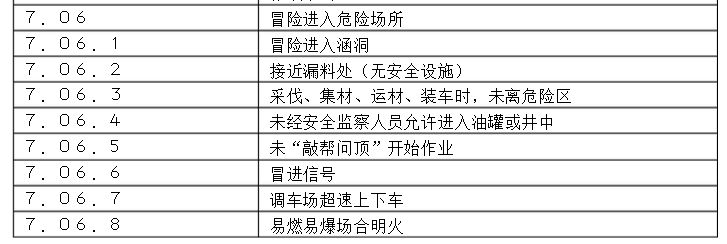 ７．０６ 冒险进入危险场所
７．０６．１ 冒险进入涵洞
７．０６．２ 接近漏料处（无安全设施）
７．０６．３ 采伐、集材、运材、装车时，未离危险区
７．０６．４ 未经安全监察人员允许进入油罐或井中
７．０６．５ 未“敲帮问顶”开始作业
７．０６．６ 冒进信号
７．０６．７ 调车场超速上下车
７．０６．８ 易燃易爆场合明火